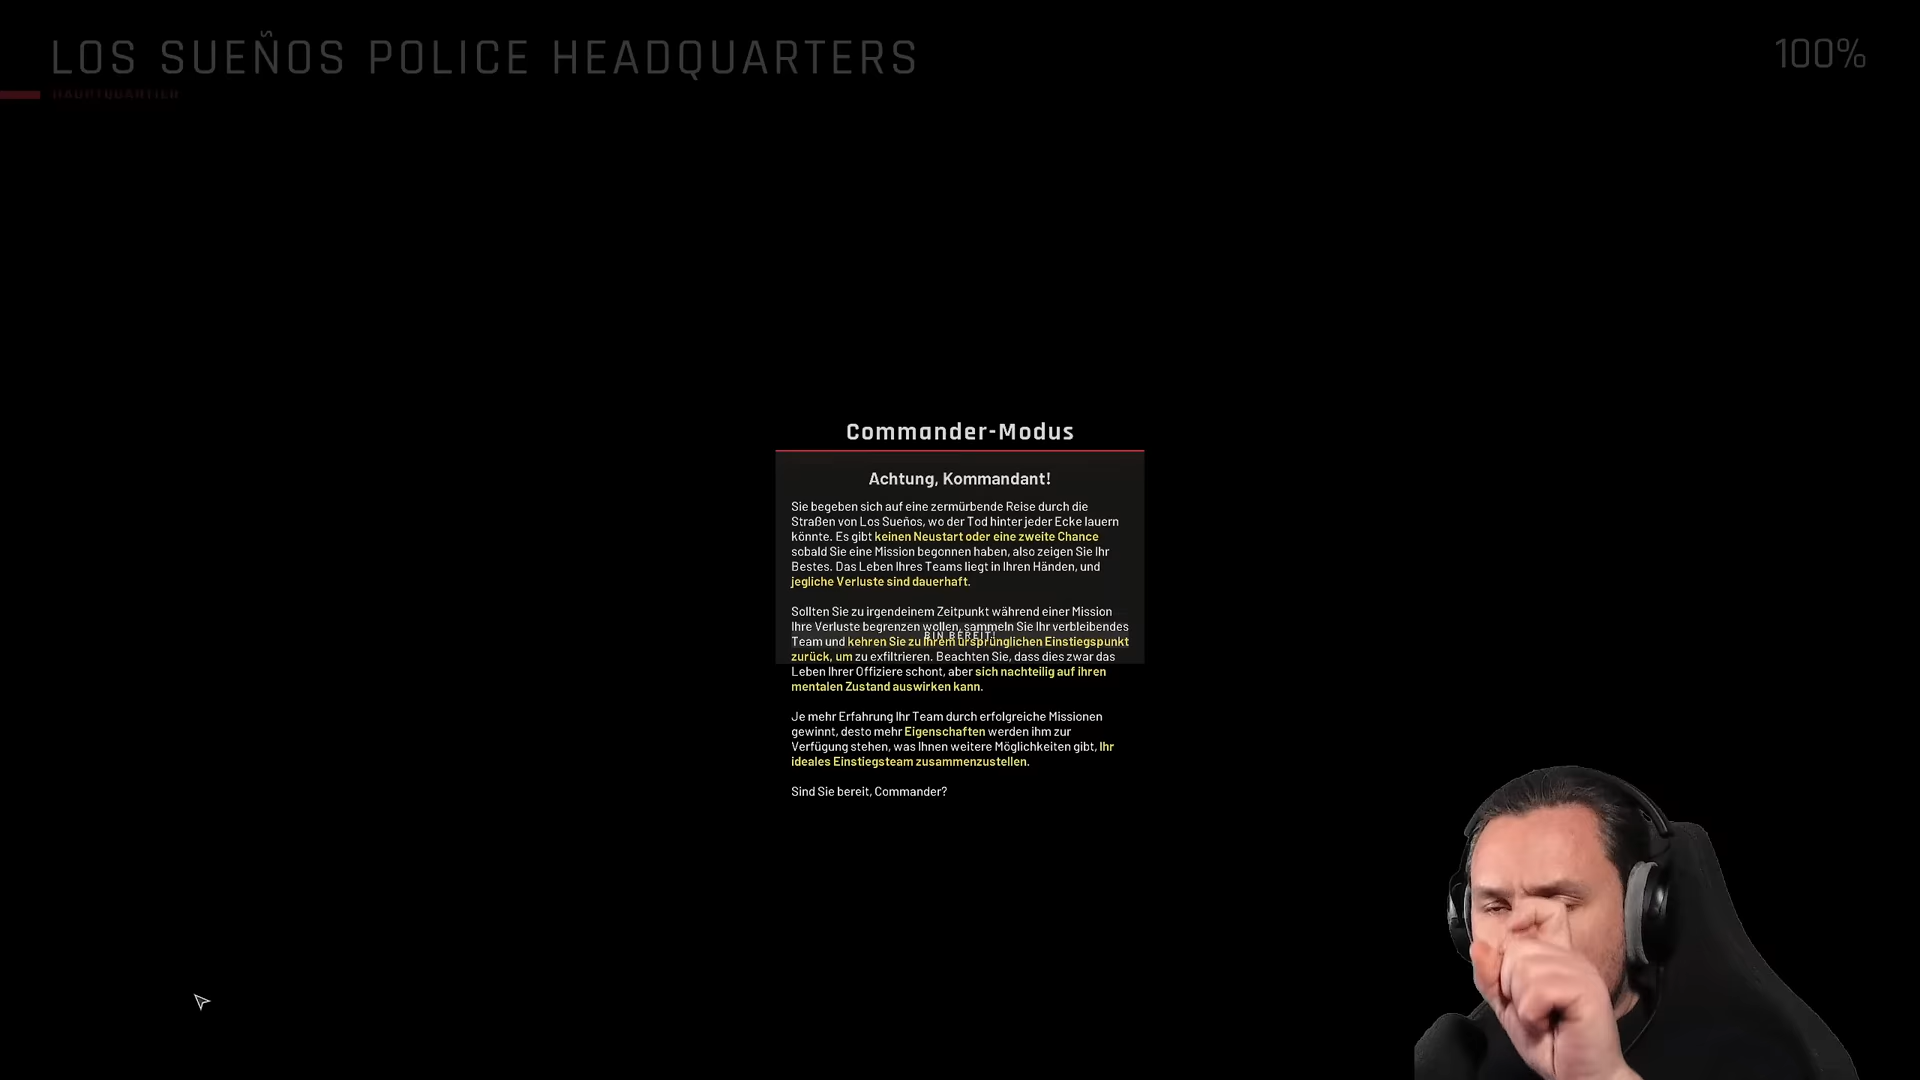 LOS SUEÑOS POLICE HEADQUARTERS
100%
HAUPTQUARTIER
Commander-Modus
Achtung, Kommandant!
Sie begeben sich auf eine zermürbende Reise durch die
Straßen von Los Sueños, wo der Tod hinter jeder Ecke lauern
könnte. Es gibt keinen Neustart oder eine zweite Chance
sobald Sie eine Mission begonnen haben, also zeigen Sie Ihr
Bestes. Das Leben Ihres Teams liegt in Ihren Händen, und
jegliche Verluste sind dauerhaft.
Sollten Sie zu irgendeinem Zeitpunkt während einer Mission
Ihre Verluste begrenzen wollen, sammeln Sie Ihr verbleibendes
BIN BEREIT!
Team und kehren Sie zu Ihrem ursprünglichen Einstiegspunkt
zurück, um zu exfiltrieren. Beachten Sie, dass dies zwar das
Leben Ihrer Offiziere schont, aber sich nachteilig auf ihren
mentalen Zustand auswirken kann.
Je mehr Erfahrung Ihr Team durch erfolgreiche Missionen
gewinnt, desto mehr Eigenschaften werden ihm zur
Verfügung stehen, was Ihnen weitere Möglichkeiten gibt, Ihr
ideales Einstiegsteam zusammenzustellen.
Sind Sie bereit, Commander?